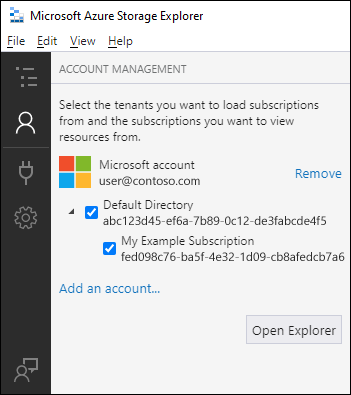 Microsoft Azure Storage Explorer
File Edit View Help
ACCOUNT MANAGEMENT
Select the tenants you want to load subscriptions
from and the subscriptions you want to view
resources from.
Microsoft account
user@contoso.com
Remove
Default Directory
abc123d45-ef6a-7b89-0c12-de3fabcde4f5
My Example Subscription
fed098c76-ba5f-4e32-1d09-cb8afedcb7a6
Add an account...
Open Explorer